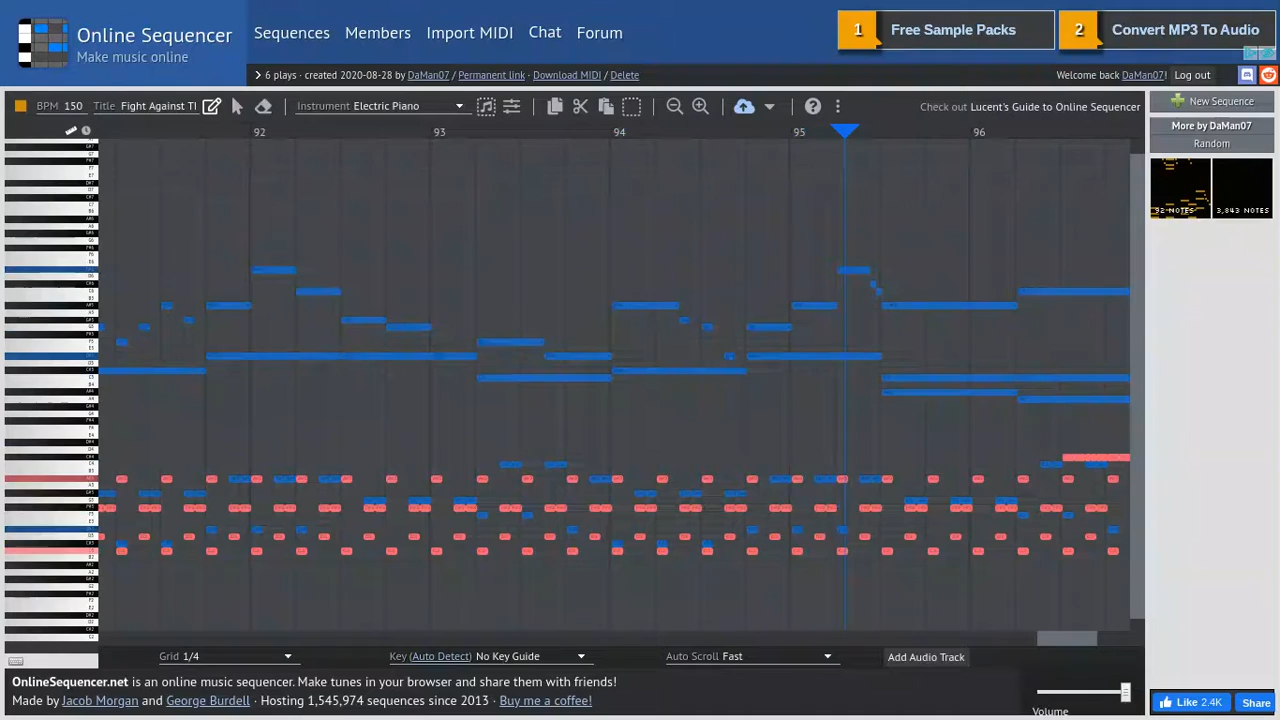 Online Sequencer
Make music online
Sequences Members Import MIDI Chat Forum
1 Free Sample Packs
2 Convert MP3 To Audio
6 plays · created 2020-08-28 by DaMan07 / Permanent link · Download MIDI / Delete
Welcome back DaMan07! Log out
BPM 150 Title Fight Against Tl
Instrument Electric Piano
Check out Lucent's Guide to Online Sequencer
New Sequence
More by DaMan07
Random
32 NOTES
3,843 NOTES
92 93 94 95 96
Grid 1/4
Key (Auto Detect) No Key Guide
Auto Scroll Fast
Add Audio Track
OnlineSequencer.net is an online music sequencer. Make tunes in your browser and share them with friends!
Made by Jacob Morgan and George Burdell · Hosting 1,545,974 sequences since 2013 · Buy me a coffee!
Volume
Like 2.4K
Share